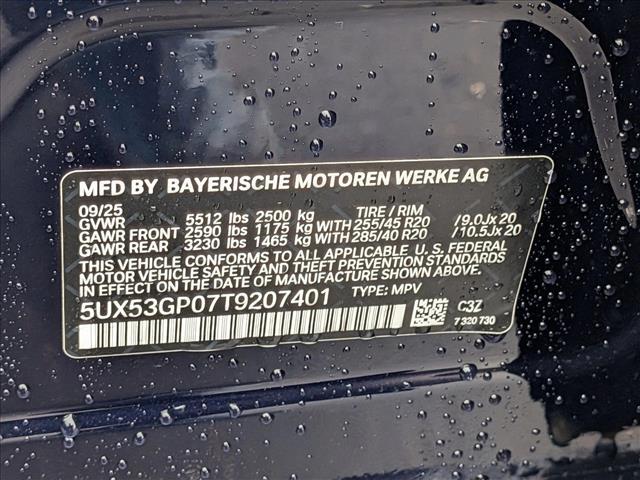 MFD BY BAYERISCHE MOTOREN WERKE AG
09/25
GVWR 5512 lbs 2500 kg TIRE / RIM
GAWR FRONT 2590 lbs 1175 kg WITH 255/45 R20 /9.0Jx20
GAWR REAR 3230 lbs 1465 kg WITH 285/40 R20 /10.5Jx20
THIS VEHICLE CONFORMS TO ALL APPLICABLE U.S. FEDERAL
MOTOR VEHICLE SAFETY AND THEFT PREVENTION STANDARDS
IN EFFECT ON THE DATE OF MANUFACTURE SHOWN ABOVE:
5UX53GP07T9207401 TYPE: MPV
C3Z
7 320 730